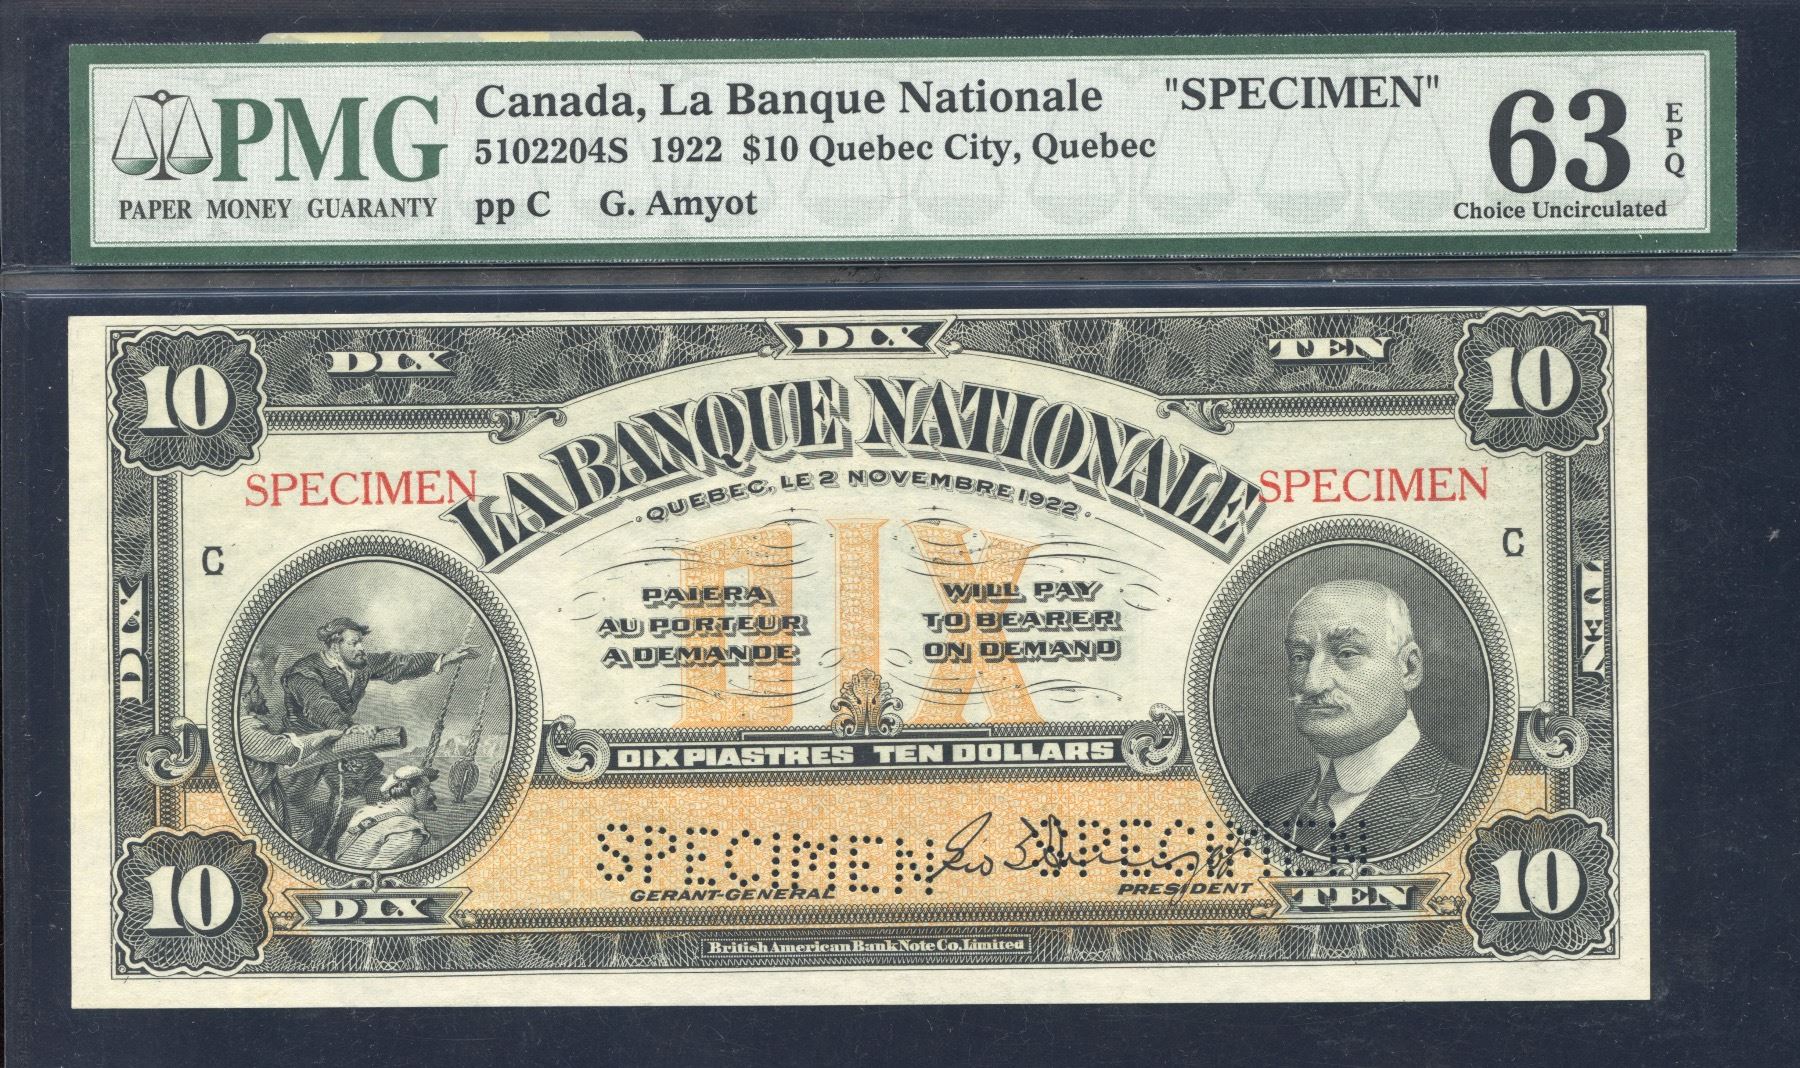 PMG
PAPER MONEY GUARANTY
Canada, La Banque Nationale "SPECIMEN"
5102204S 1922 $10 Quebec City, Quebec
pp C G. Amyot
63
EPQ
Choice Uncirculated
10 DIX DIX TEN 10
LA BANQUE NATIONALE
SPECIMEN SPECIMEN
QUEBEC, LE 2 NOVEMBRE 1922
C C
DIX TEN
DIX
PAIERA WILL PAY
AU PORTEUR TO BEARER
A DEMANDE ON DEMAND
DIX PIASTRES TEN DOLLARS
SPECIMEN SPECIMEN
GERANT-GENERAL PRESIDENT
10 DIX TEN 10
British American Bank Note Co. Limited